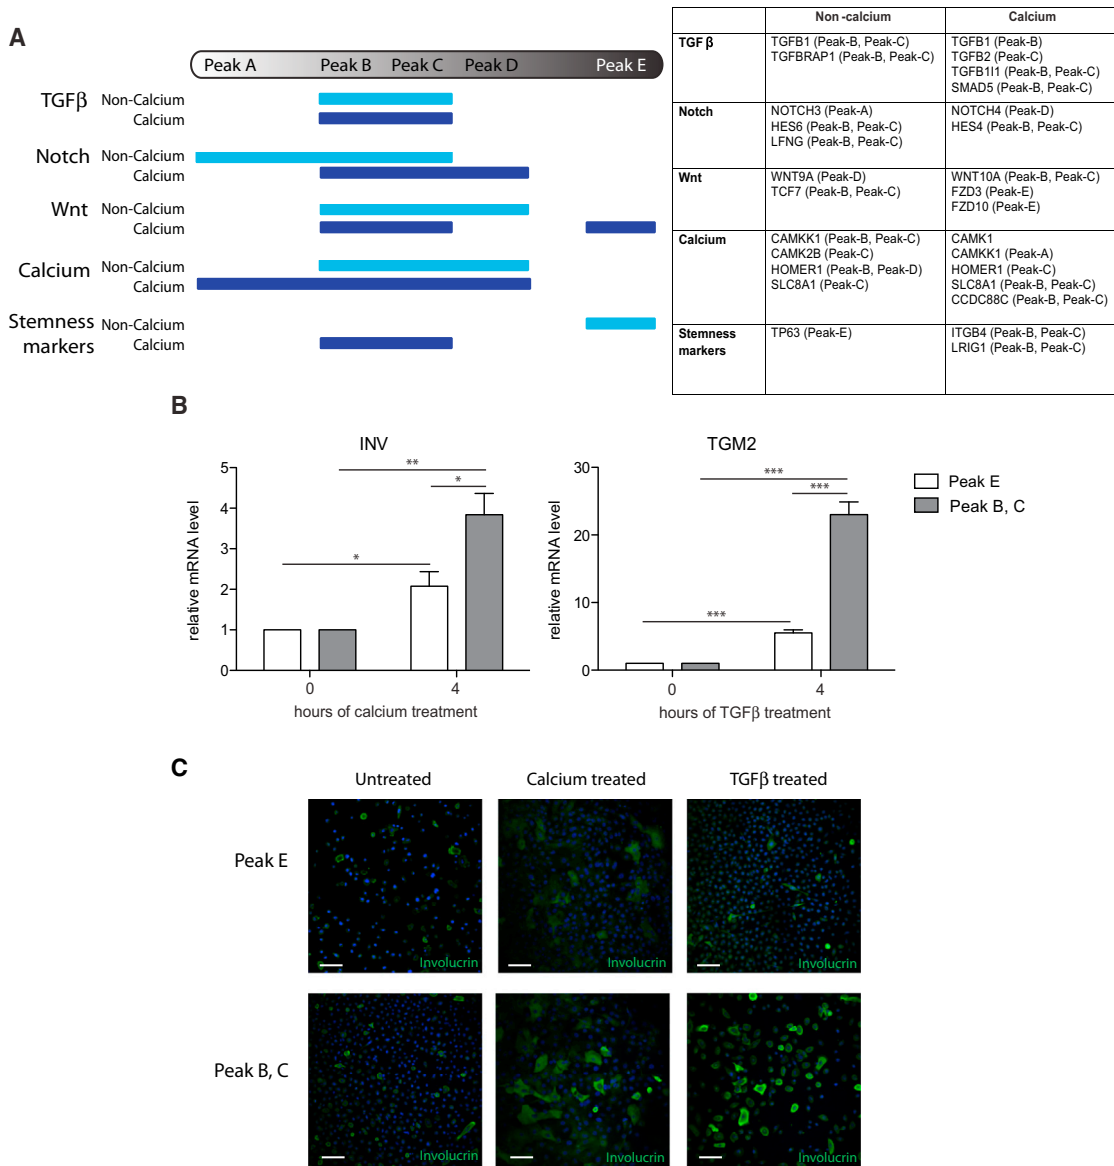 A
Peak A Peak B Peak C Peak D Peak E
TGFβ Non-Calcium
Calcium
Notch Non-Calcium
Calcium
Wnt Non-Calcium
Calcium
Calcium Non-Calcium
Calcium
Stemness markers Non-Calcium
Calcium
Non -calcium Calcium
TGF β
TGFB1 (Peak-B, Peak-C)
TGFBRAP1 (Peak-B, Peak-C)
TGFB1 (Peak-B)
TGFB2 (Peak-C)
TGFB1I1 (Peak-B, Peak-C)
SMAD5 (Peak-B, Peak-C)
Notch
NOTCH3 (Peak-A)
HES6 (Peak-B, Peak-C)
LFNG (Peak-B, Peak-C)
NOTCH4 (Peak-D)
HES4 (Peak-B, Peak-C)
Wnt
WNT9A (Peak-D)
TCF7 (Peak-B, Peak-C)
WNT10A (Peak-B, Peak-C)
FZD3 (Peak-E)
FZD10 (Peak-E)
Calcium
CAMKK1 (Peak-B, Peak-C)
CAMK2B (Peak-C)
HOMER1 (Peak-B, Peak-D)
SLC8A1 (Peak-C)
CAMK1
CAMKK1 (Peak-A)
HOMER1 (Peak-C)
SLC8A1 (Peak-B, Peak-C)
CCDC88C (Peak-B, Peak-C)
Stemness
markers
TP63 (Peak-E)
ITGB4 (Peak-B, Peak-C)
LRIG1 (Peak-B, Peak-C)
B
INV
relative mRNA level
5
4
3
2
1
0
**
*
*
0 4
hours of calcium treatment
TGM2
relative mRNA level
30
20
10
0
***
***
***
0 4
hours of TGFβ treatment
Peak E
Peak B, C
C
Untreated Calcium treated TGFβ treated
Peak E
Involucrin Involucrin Involucrin
Peak B, C
Involucrin Involucrin Involucrin